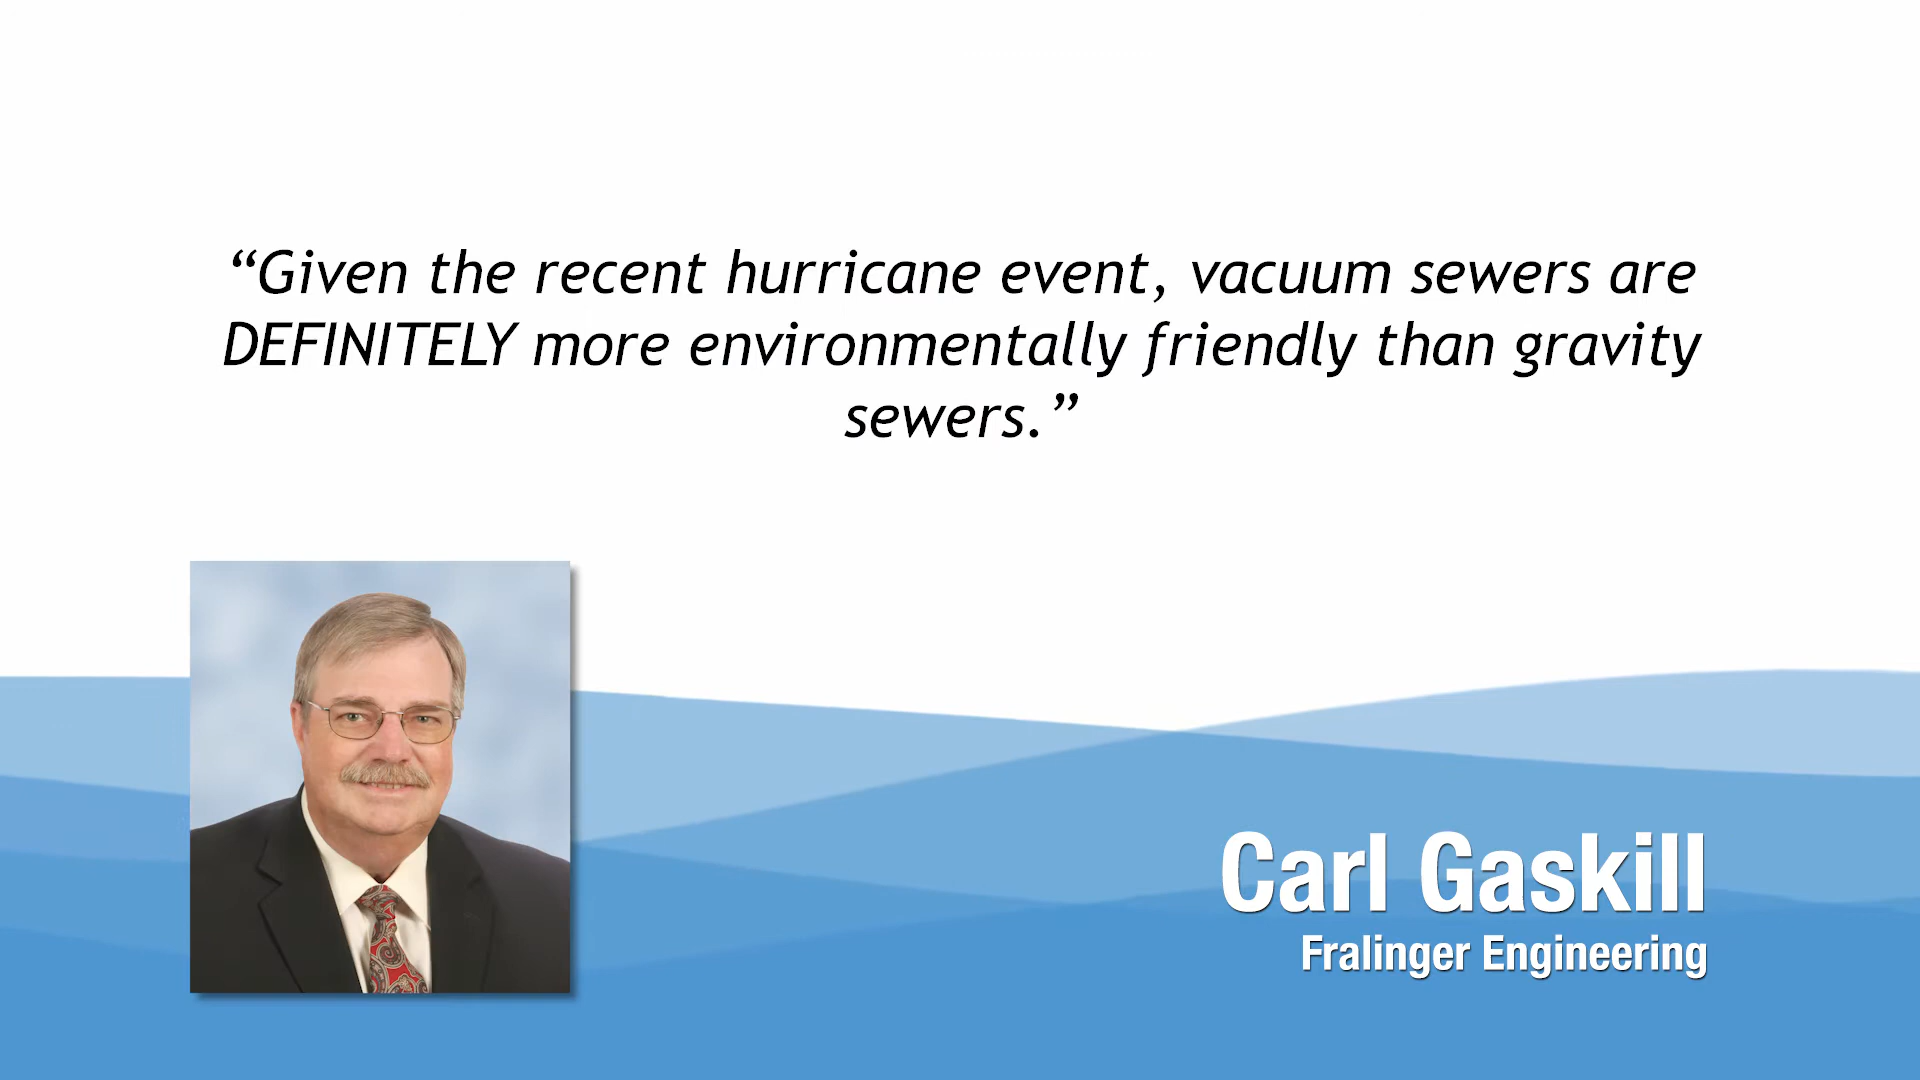 “Given the recent hurricane event, vacuum sewers are
DEFINITELY more environmentally friendly than gravity
sewers.”
Carl Gaskill
Fralinger Engineering